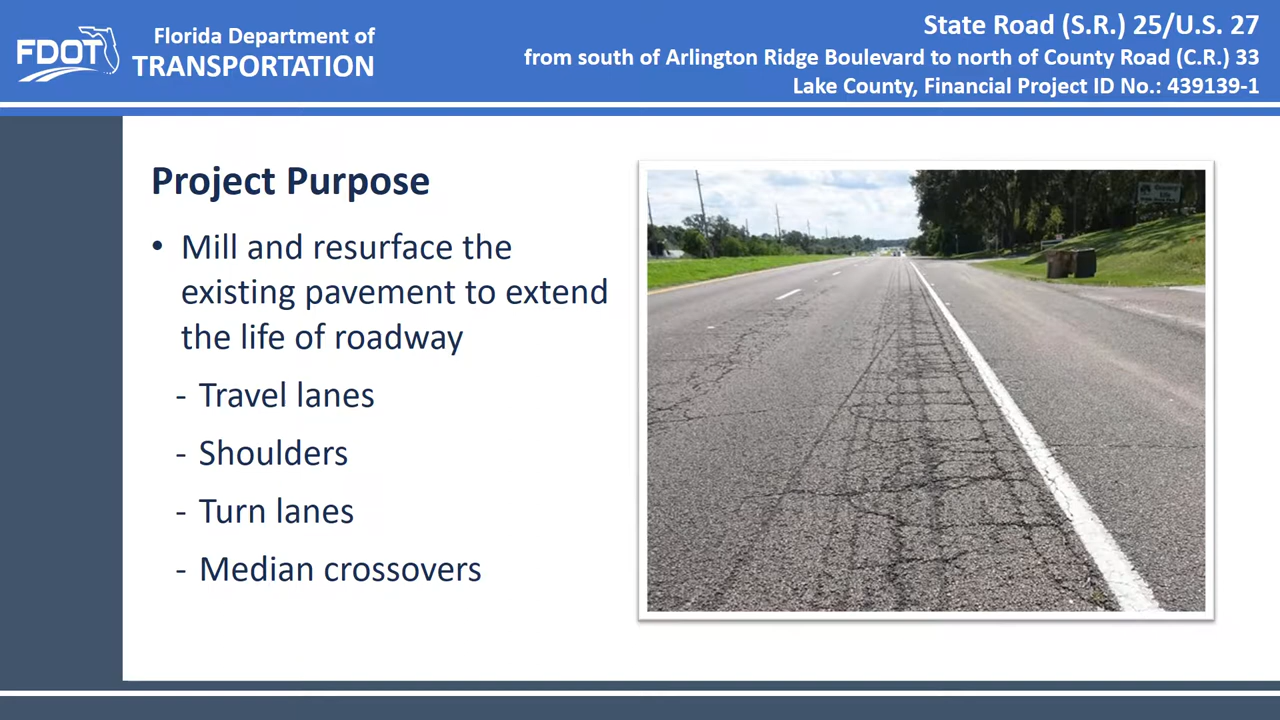 FDOT
Florida Department of
TRANSPORTATION
State Road (S.R.) 25/U.S. 27
from south of Arlington Ridge Boulevard to north of County Road (C.R.) 33
Lake County, Financial Project ID No.: 439139-1
Project Purpose
• Mill and resurface the
existing pavement to extend
the life of roadway
- Travel lanes
- Shoulders
- Turn lanes
- Median crossovers